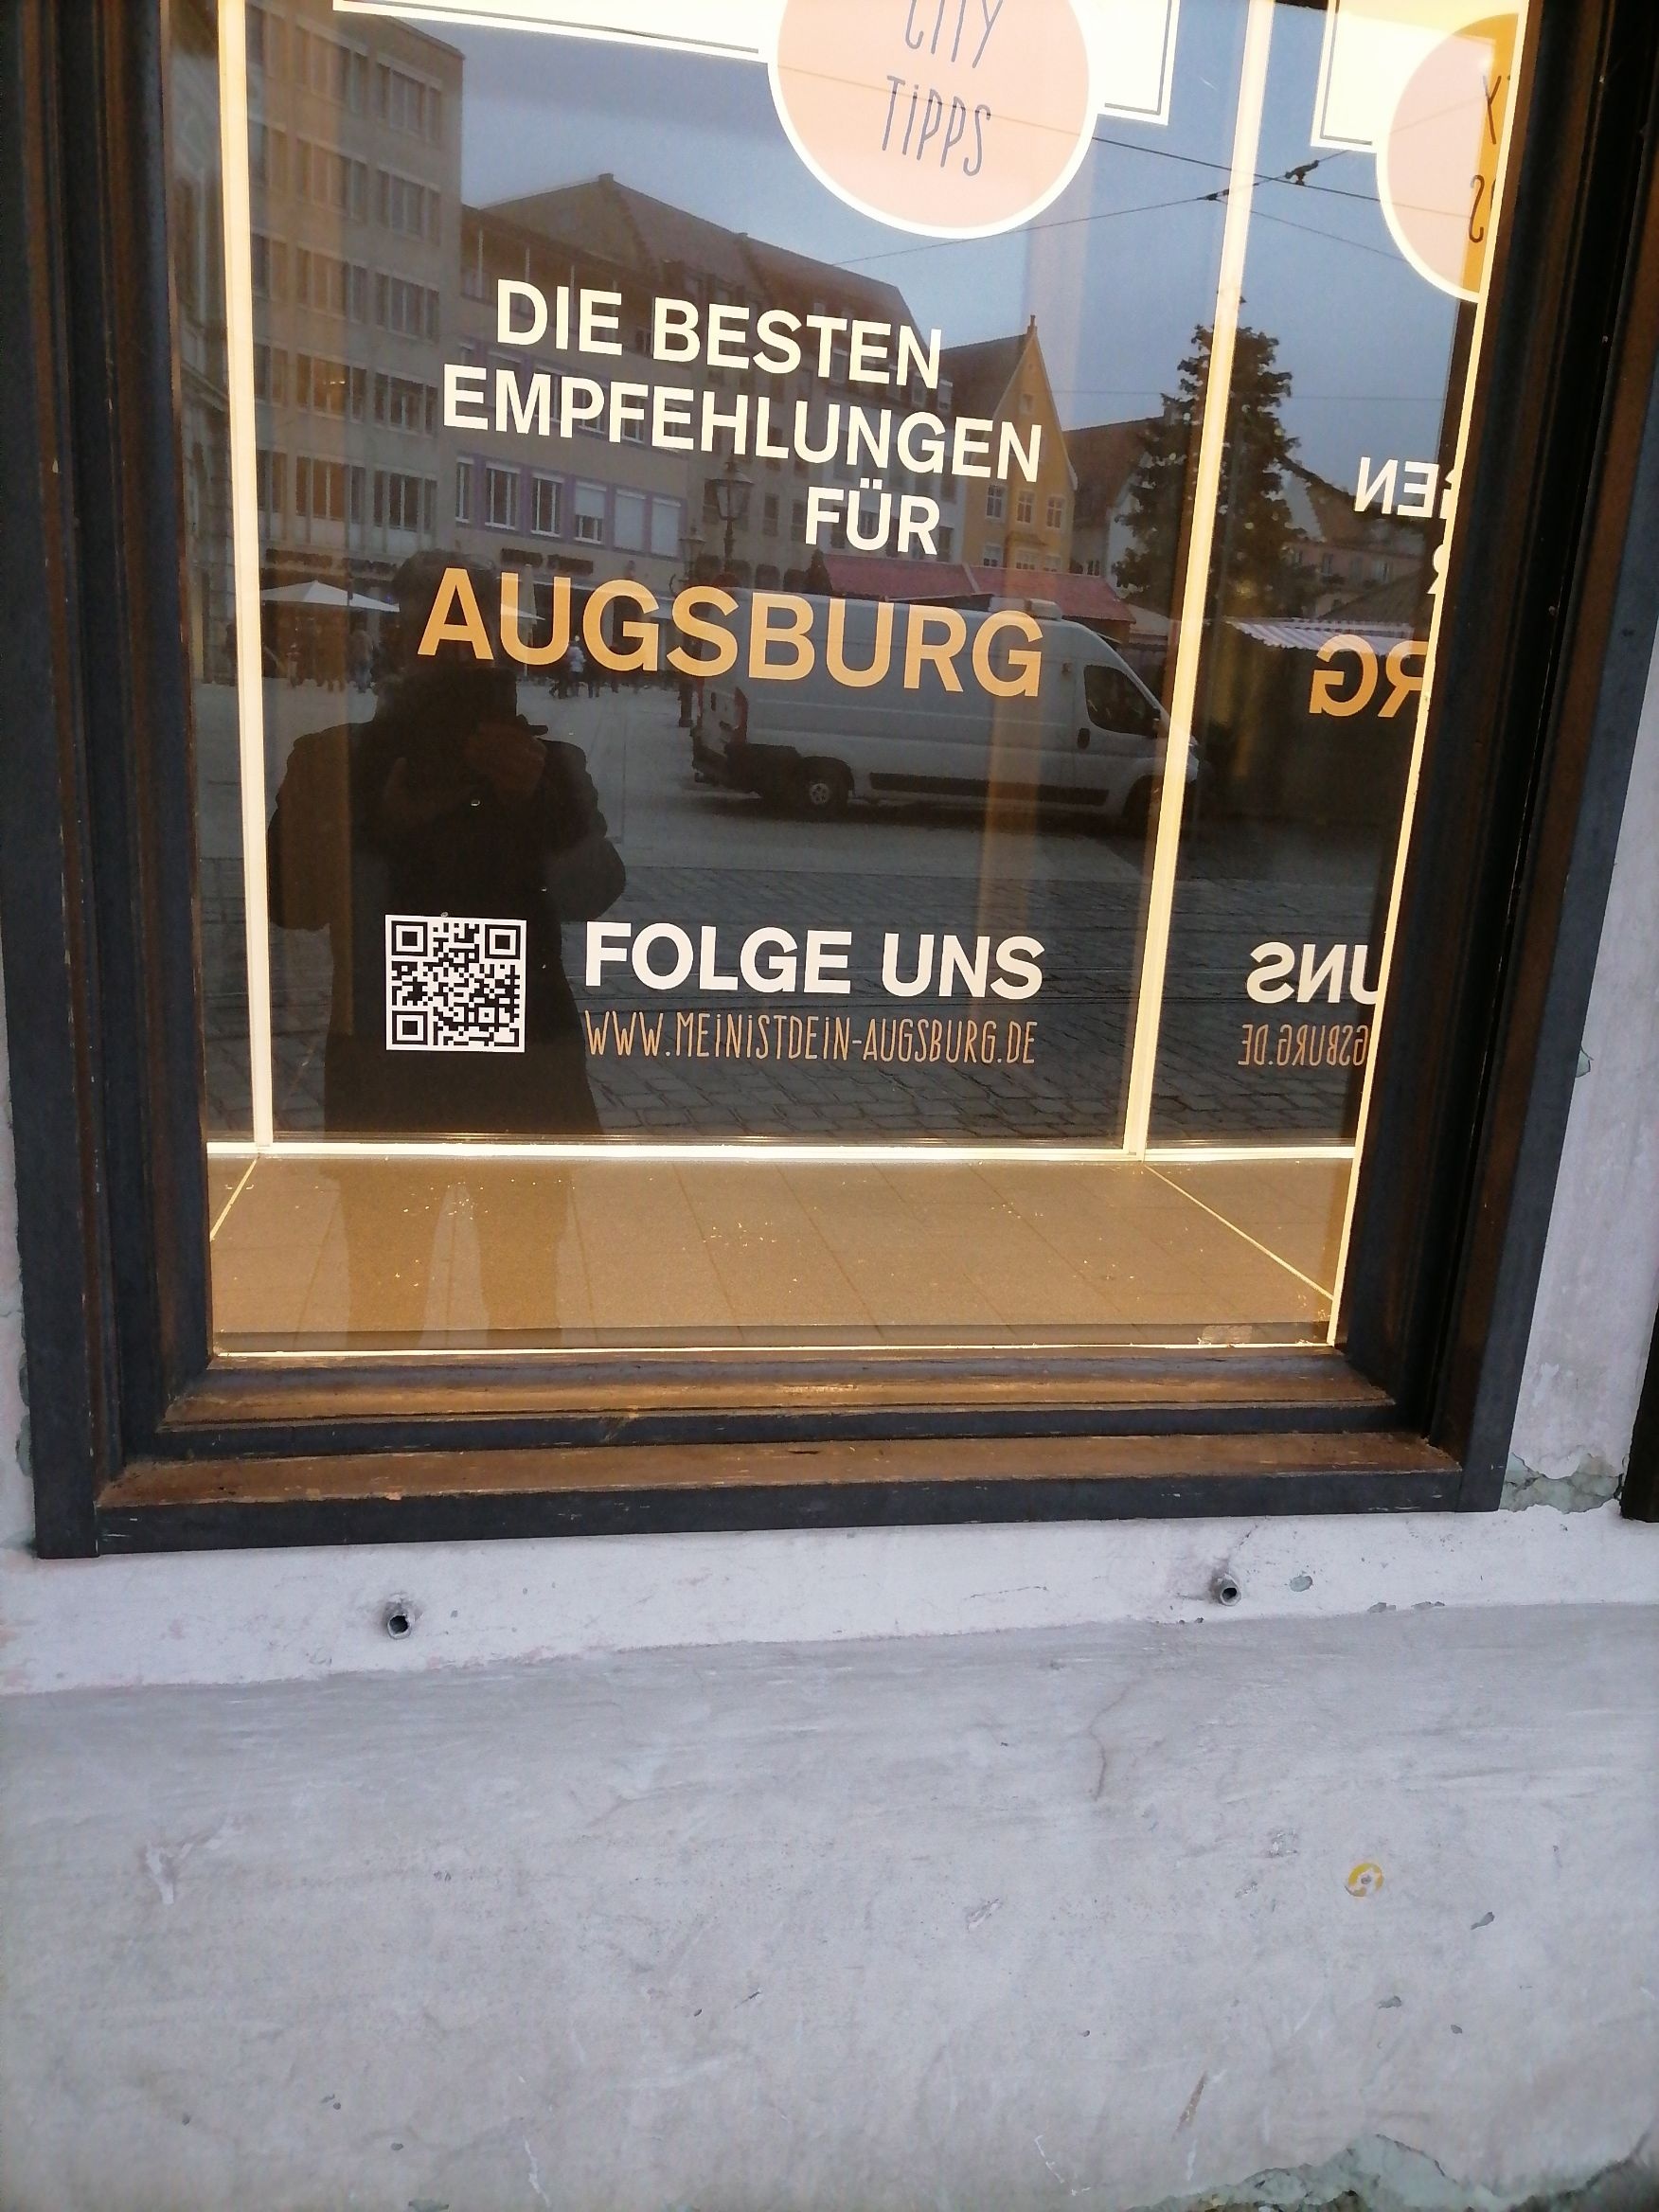 CITY
TIPPS
DIE BESTEN
EMPFEHLUNGEN
FÜR
AUGSBURG
FOLGE UNS
WWW.MEINISTDEIN-AUGSBURG.DE